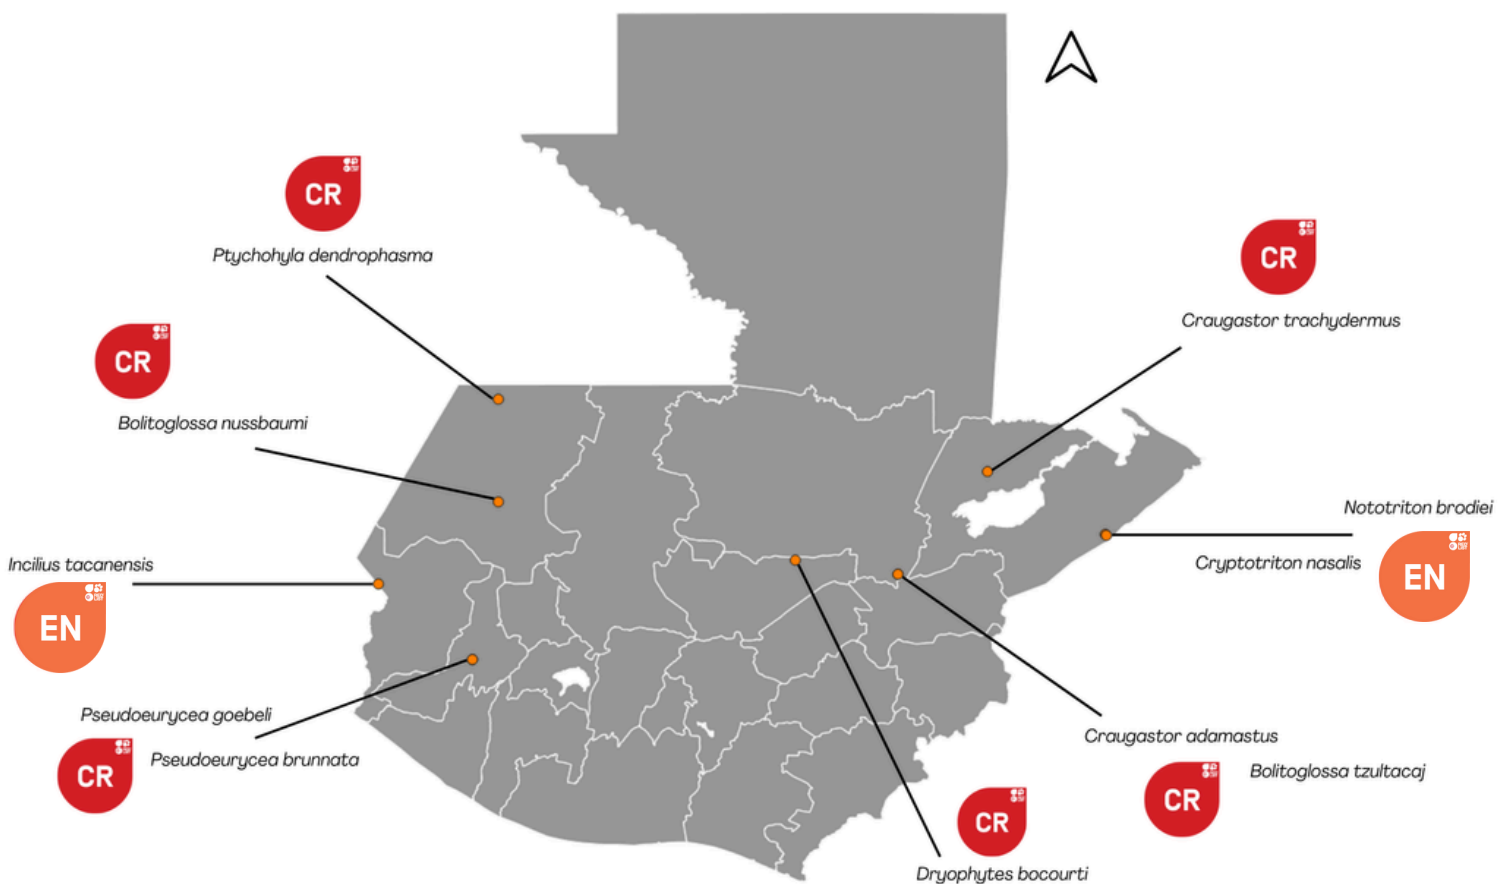 CR
Ptychohyla dendrophasma
CR
Craugastor trachydermus
CR
Bolitoglossa nussbaumi
Nototriton brodiei
Cryptotriton nasalis
EN
Incilius tacanensis
EN
Pseudoeurycea goebeli
Pseudoeurycea brunnata
CR
Craugastor adamastus
Bolitoglossa tzultacaj
CR
CR
Dryophytes bocourti